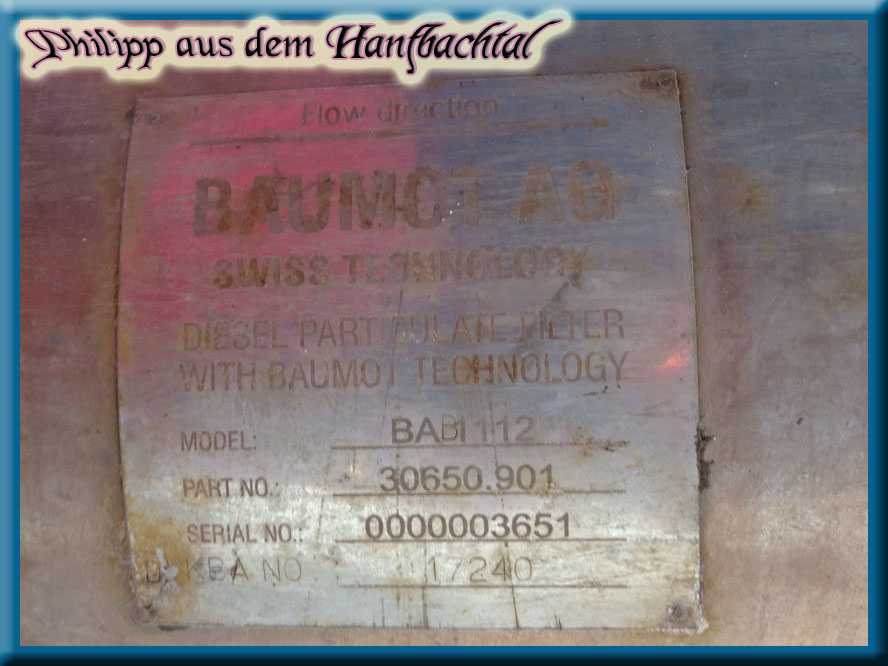 Philipp aus dem Hanfbachtal
Flow direction
BAUMOT AG
SWISS TECHNOLOGY
DIESEL PARTICULATE FILTER
WITH BAUMOT TECHNOLOGY
MODEL: BAB 112
PART NO.: 30650.901
SERIAL NO.: 0000003651
KBA NO 17240